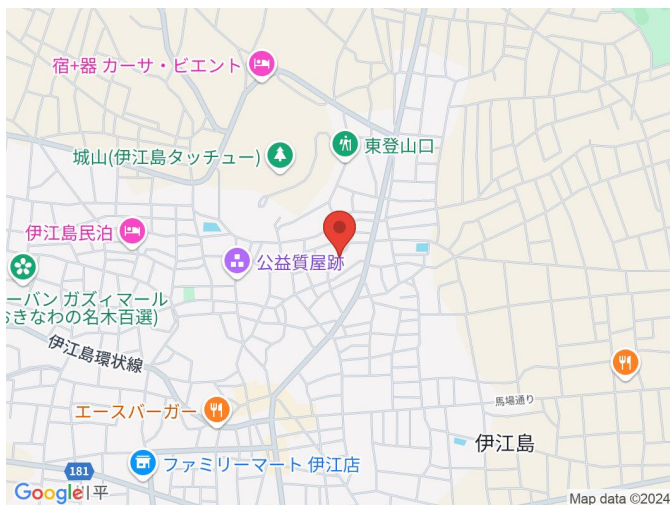 宿+器 カーサ・ビエント
城山(伊江島タッチュー)
東登山口
伊江島民泊
公益質屋跡
ーバン ガズィマール
おきなわの名木百選)
伊江島環状線
エースバーガー
馬場通り
伊江島
ファミリーマート 伊江店
181
川平
Google
Map data ©2024